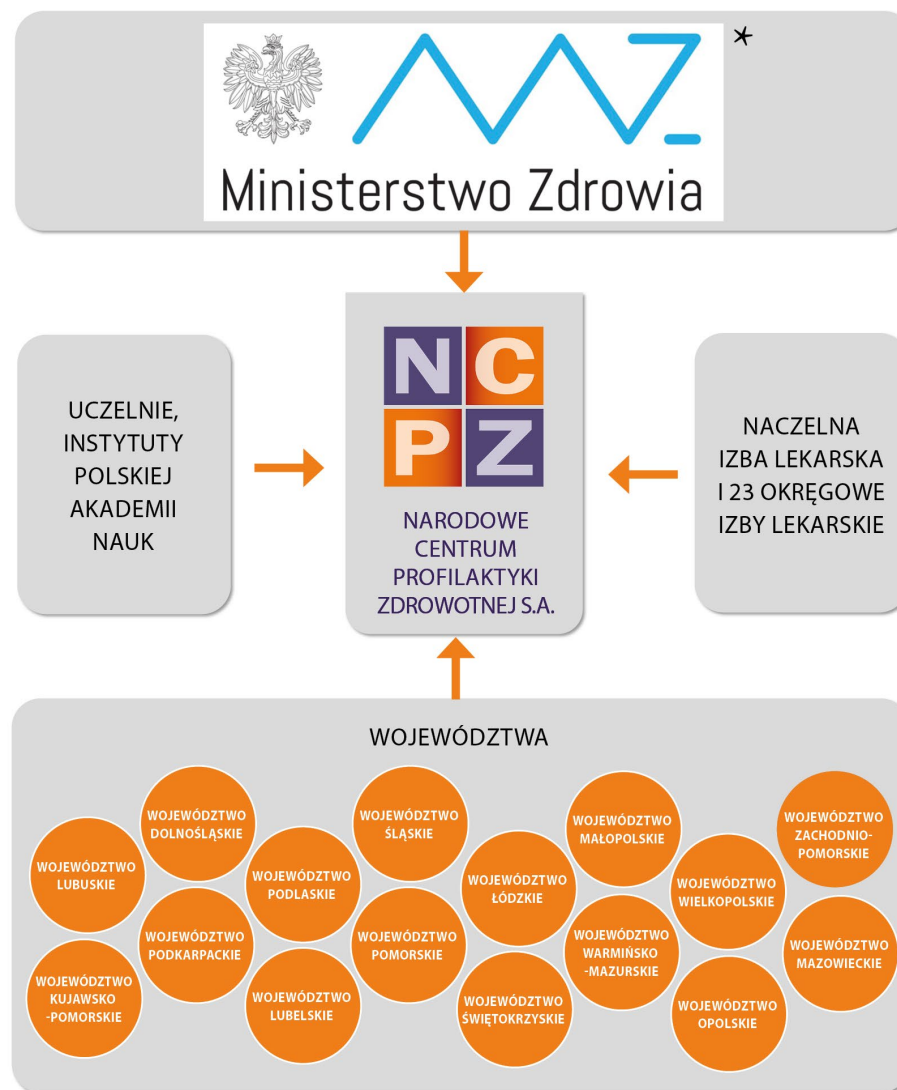 *
Ministerstwo Zdrowia
UCZELNIE,
INSTYTUTY
POLSKIEJ
AKADEMII
NAUK
N C
P Z
NARODOWE
CENTRUM
PROFILAKTYKI
ZDROWOTNEJ S.A.
NACZELNA
IZBA LEKARSKA
I 23 OKRĘGOWE
IZBY LEKARSKIE
WOJEWÓDZTWA
WOJEWÓDZTWO
LUBUSKIE
WOJEWÓDZTWO
DOLNOŚLĄSKIE
WOJEWÓDZTWO
PODLASKIE
WOJEWÓDZTWO
ŚLĄSKIE
WOJEWÓDZTWO
ŁÓDZKIE
WOJEWÓDZTWO
MAŁOPOLSKIE
WOJEWÓDZTWO
WIELKOPOLSKIE
WOJEWÓDZTWO
ZACHODNIO-
POMORSKIE
WOJEWÓDZTWO
KUJAWSKO
-POMORSKIE
WOJEWÓDZTWO
PODKARPACKIE
WOJEWÓDZTWO
LUBELSKIE
WOJEWÓDZTWO
POMORSKIE
WOJEWÓDZTWO
ŚWIĘTOKRZYSKIE
WOJEWÓDZTWO
WARMIŃSKO
-MAZURSKIE
WOJEWÓDZTWO
OPOLSKIE
WOJEWÓDZTWO
MAZOWIECKIE